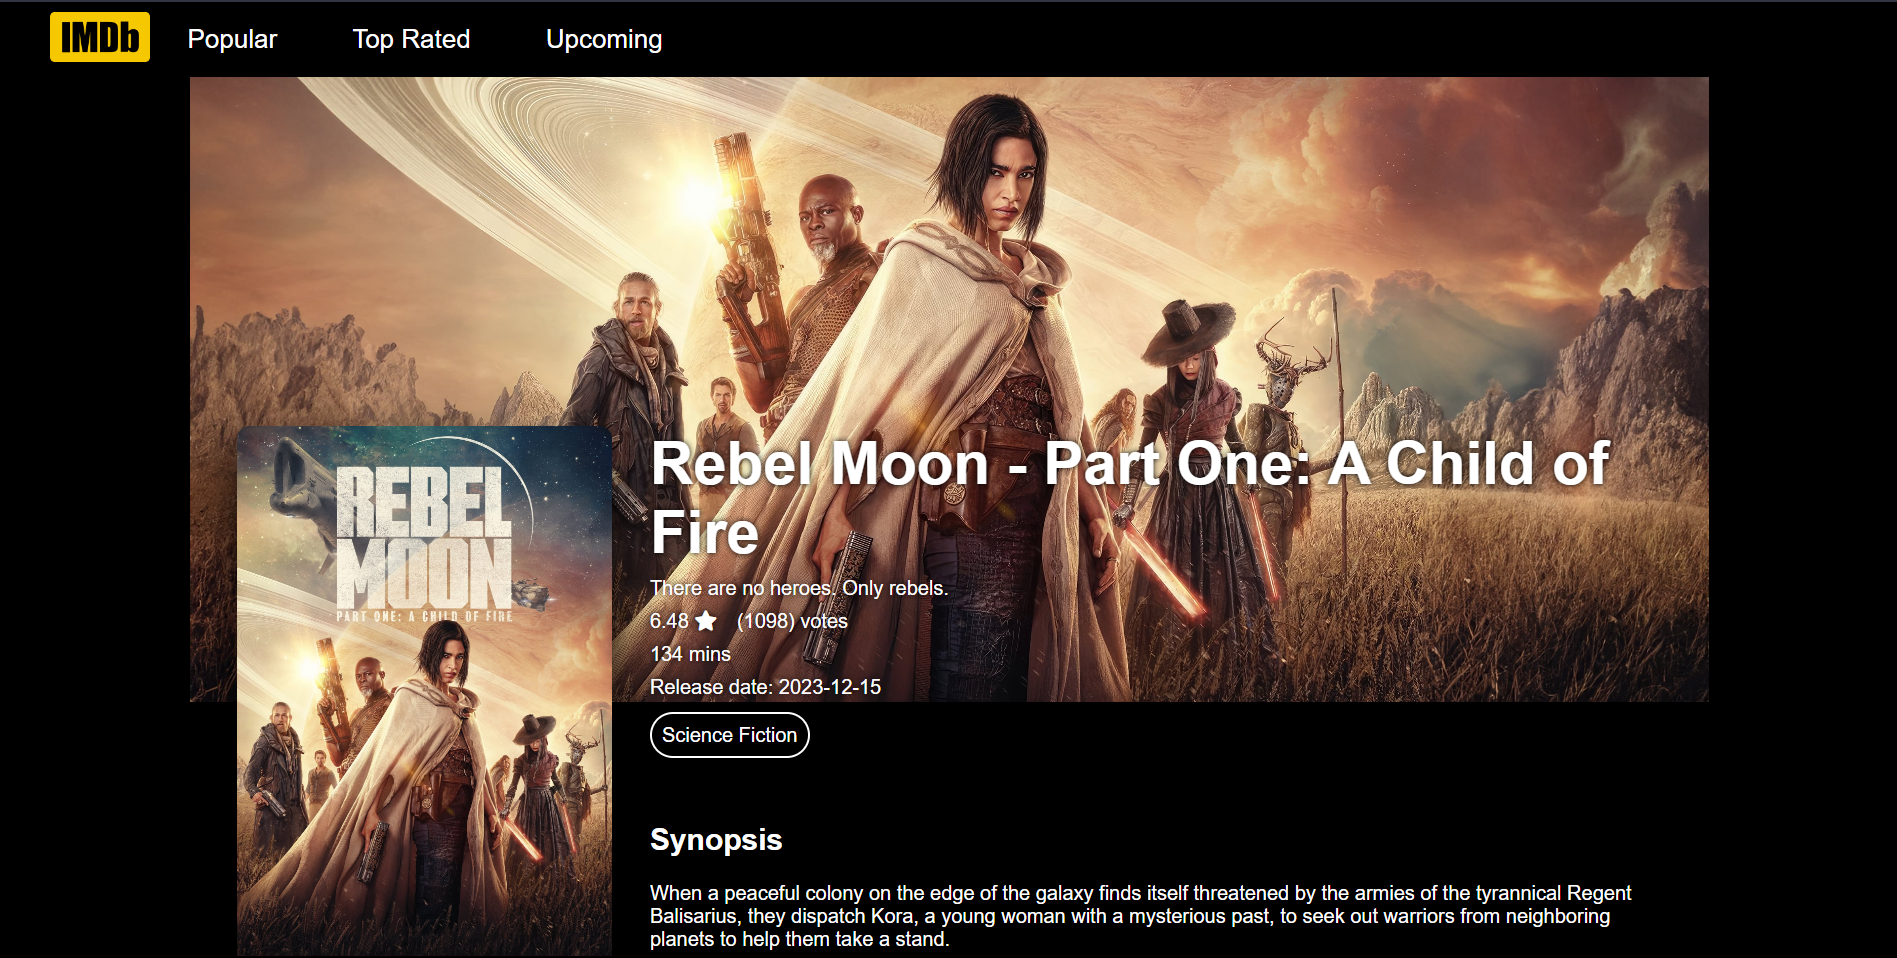 IMDb
Popular
Top Rated
Upcoming
REBEL
MOON
PART ONE: A CHILD OF FIRE
Rebel Moon - Part One: A Child of
Fire
There are no heroes. Only rebels.
6.48 (1098) votes
134 mins
Release date: 2023-12-15
Science Fiction
Synopsis
When a peaceful colony on the edge of the galaxy finds itself threatened by the armies of the tyrannical Regent
Balisarius, they dispatch Kora, a young woman with a mysterious past, to seek out warriors from neighboring
planets to help them take a stand.